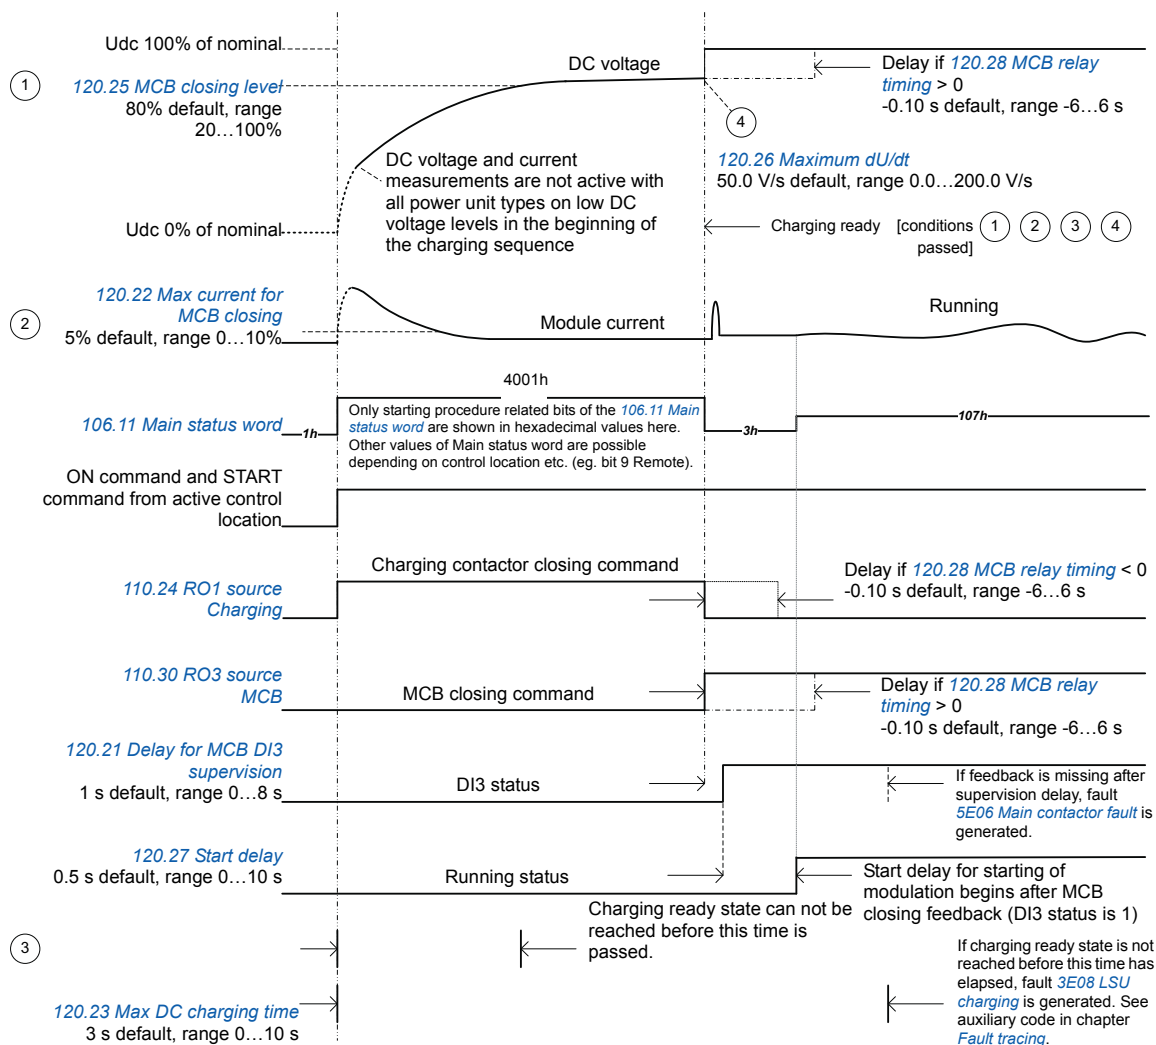 Udc 100% of nominal
1
120.25 MCB closing level
80% default, range
20…100%
DC voltage
Delay if 120.28 MCB relay
timing > 0
-0.10 s default, range -6…6 s
4
120.26 Maximum dU/dt
50.0 V/s default, range 0.0…200.0 V/s
DC voltage and current
measurements are not active with
all power unit types on low DC
voltage levels in the beginning of
the charging sequence
Udc 0% of nominal
Charging ready [conditions 1 2 3 4
passed]
120.22 Max current for
MCB closing
2
5% default, range 0…10%
Module current
Running
4001h
106.11 Main status word
1h
Only starting procedure related bits of the 106.11 Main
status word are shown in hexadecimal values here.
Other values of Main status word are possible
depending on control location etc. (eg. bit 9 Remote).
3h
107h
ON command and START
command from active control
location
Charging contactor closing command
110.24 RO1 source
Charging
Delay if 120.28 MCB relay timing < 0
-0.10 s default, range -6…6 s
110.30 RO3 source
MCB
MCB closing command
Delay if 120.28 MCB relay
timing > 0
-0.10 s default, range -6…6 s
120.21 Delay for MCB DI3
supervision
1 s default, range 0…8 s
DI3 status
If feedback is missing after
supervision delay, fault
5E06 Main contactor fault is
generated.
120.27 Start delay
0.5 s default, range 0…10 s
Running status
Start delay for starting of
modulation begins after MCB
closing feedback (DI3 status is 1)
Charging ready state can not be
reached before this time is
passed.
3
If charging ready state is not
reached before this time has
elapsed, fault 3E08 LSU
charging is generated. See
auxiliary code in chapter
Fault tracing.
120.23 Max DC charging time
3 s default, range 0…10 s